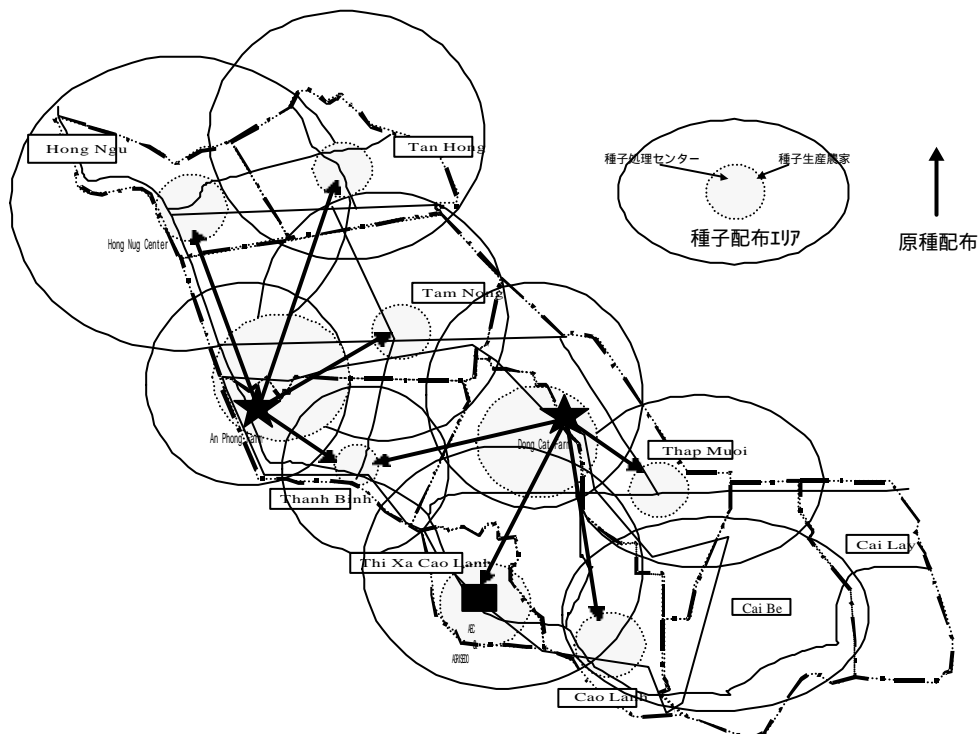 Hong Ngu
Tan Hong
種子処理センター
種子生産農家
種子配布エリア
原種配布
Hong Nug Center
Tam Nong
An Phong Farm
Dong Cat Farm
Thap Muoi
Thanh Binh
Thi Xa Cao Lanh
Cai Lay
Cai Be
AEC
&
AGRISEED
Cao Lanh